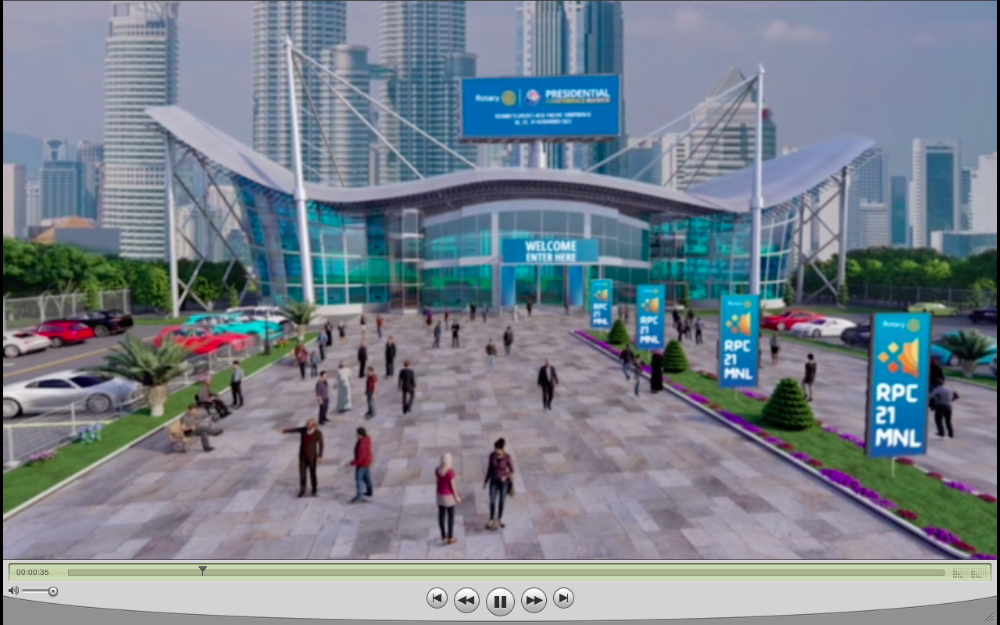 Rotary
PRESIDENTIAL
CONFERENCE MANILA
WELCOME
ENTER HERE
RPC
21
MNL
RPC
21
MNL
RPC
21
MNL
Rotary
RPC
21
MNL
00:00:35